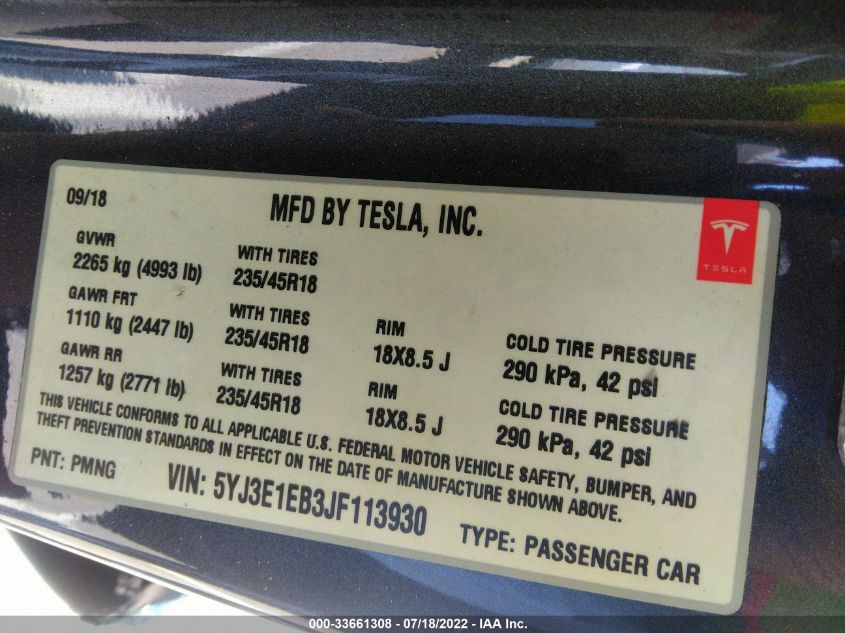 09/18
MFD BY TESLA, INC.
TESLA
GVWR
2265 kg (4993 lb)
WITH TIRES
235/45R18
GAWR FRT
1110 kg (2447 lb)
WITH TIRES
235/45R18
RIM
18X8.5 J
COLD TIRE PRESSURE
290 kPa, 42 psi
GAWR RR
1257 kg (2771 lb)
WITH TIRES
235/45R18
RIM
18X8.5 J
COLD TIRE PRESSURE
290 kPa, 42 psi
THIS VEHICLE CONFORMS TO ALL APPLICABLE U.S. FEDERAL MOTOR VEHICLE SAFETY, BUMPER, AND
THEFT PREVENTION STANDARDS IN EFFECT ON THE DATE OF MANUFACTURE SHOWN ABOVE.
PNT: PMNG
VIN: 5YJ3E1EB3JF113930
TYPE: PASSENGER CAR
000-33661308 - 07/18/2022 - IAA Inc.